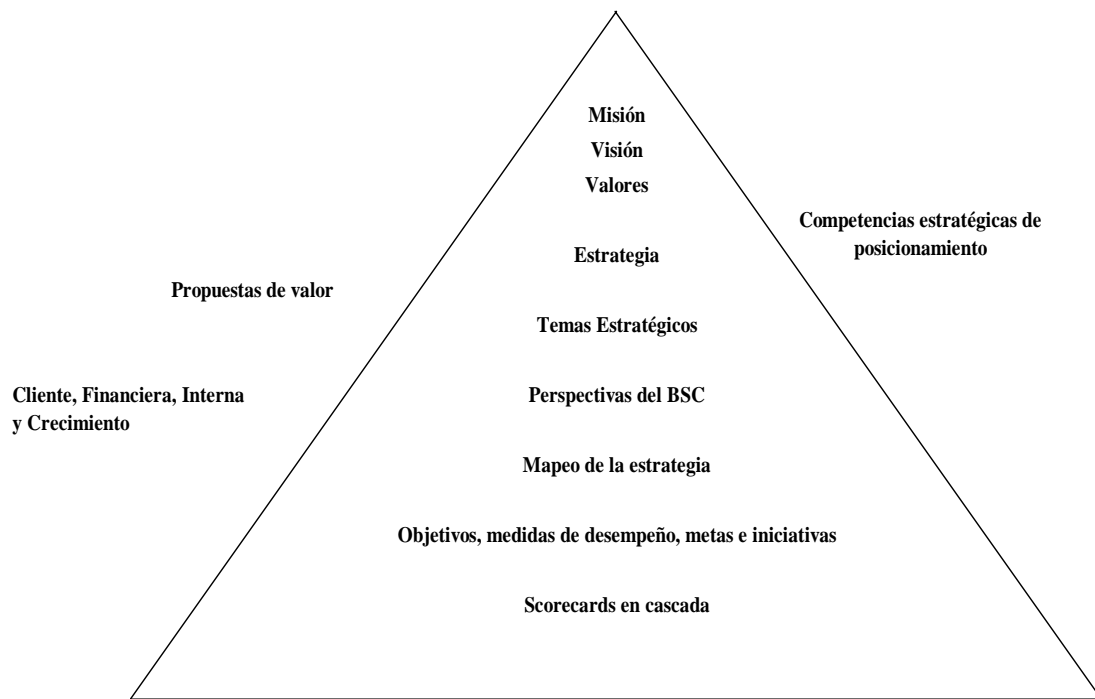 Misión
Visión
Valores
Competencias estratégicas de
posicionamiento
Estrategia
Propuestas de valor
Temas Estratégicos
Cliente, Financiera, Interna
y Crecimiento
Perspectivas del BSC
Mapeo de la estrategia
Objetivos, medidas de desempeño, metas e iniciativas
Scorecards en cascada